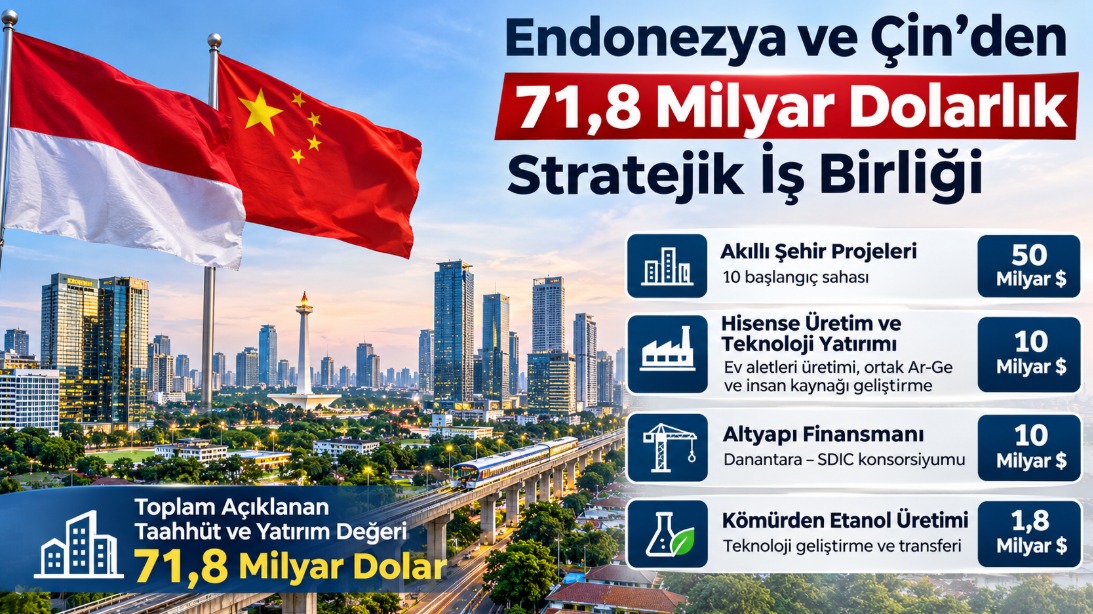 Endonezya ve Çin’den
71,8 Milyar Dolarlık
Stratejik İş Birliği
Akıllı Şehir Projeleri
10 başlangıç sahası
50
Milyar $
Hisense Üretim ve
Teknoloji Yatırımı
Ev aletleri üretimi, ortak Ar-Ge
ve insan kaynağı geliştirme
10
Milyar $
Altyapı Finansmanı
Danantara – SDIC konsorsiyumu
10
Milyar $
Kömürden Etanol Üretimi
Teknoloji geliştirme ve transferi
1,8
Milyar $
Toplam Açıklanan
Taahhüt ve Yatırım Değeri
71,8 Milyar Dolar